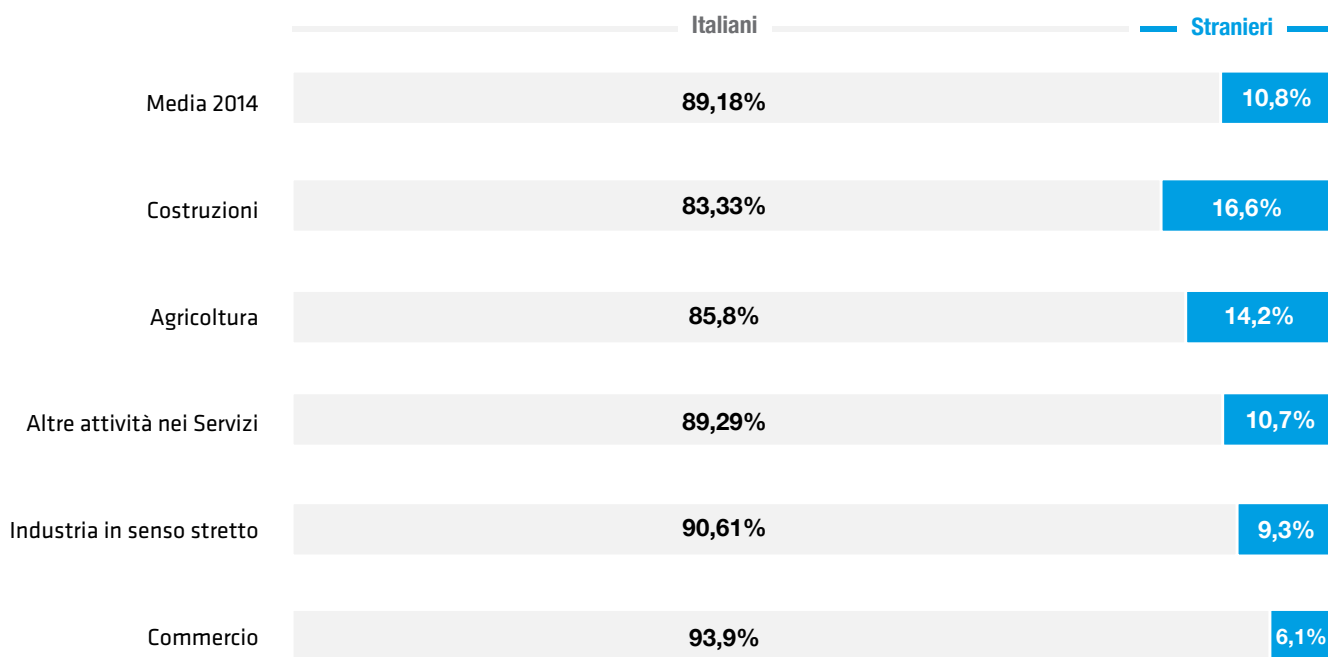 Italiani Stranieri
Media 2014 89,18% 10,8%
Costruzioni 83,33% 16,6%
Agricoltura 85,8% 14,2%
Altre attività nei Servizi 89,29% 10,7%
Industria in senso stretto 90,61% 9,3%
Commercio 93,9% 6,1%